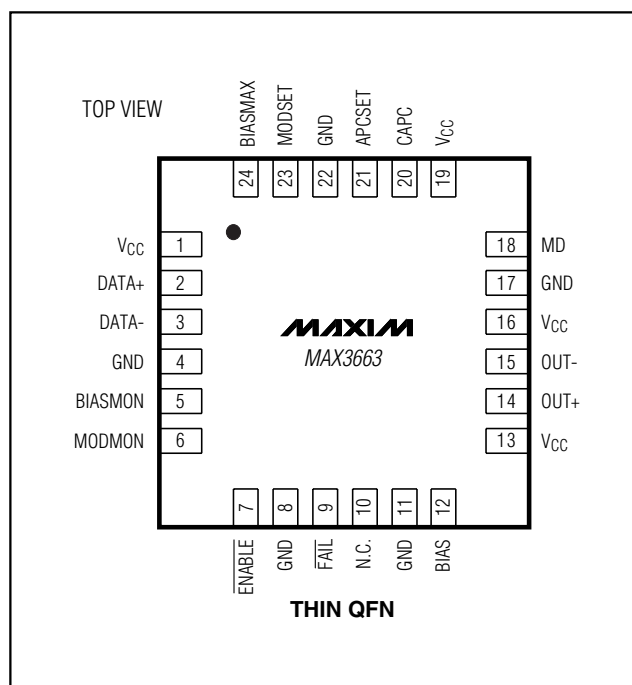 TOP VIEW
BIASMAX
MODSET
GND
APCSET
CAPC
VCC
24
23
22
21
20
19
VCC 1
DATA+ 2
DATA- 3
GND 4
BIASMON 5
MODMON 6
18 MD
17 GND
16 VCC
15 OUT-
14 OUT+
13 VCC
MAXIM
MAX3663
7
8
9
10
11
12
ENABLE
GND
FAIL
N.C.
GND
BIAS
THIN QFN